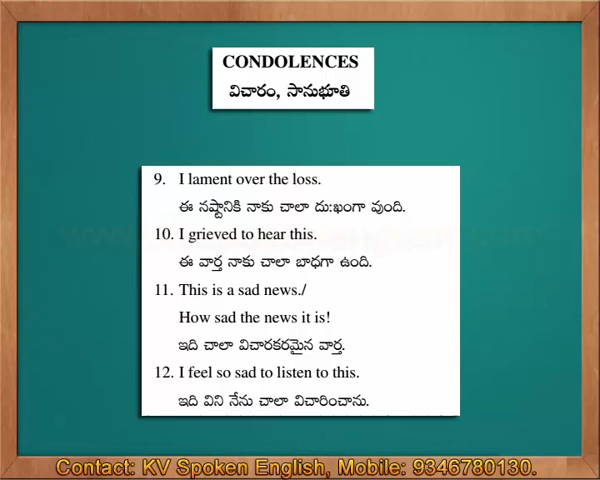 CONDOLENCES
విచారం, సానుభూతి
9. I lament over the loss.
ఈ నష్టానికి నాకు చాలా దు:ఖంగా వుంది.
10. I grieved to hear this.
ఈ వార్త నాకు చాలా బాధగా ఉంది.
11. This is a sad news./
How sad the news it is!
ఇది చాలా విచారకరమైన వార్త.
12. I feel so sad to listen to this.
ఇది విని నేను చాలా విచారించాను.
Contact: KV Spoken English, Mobile: 9346780130.